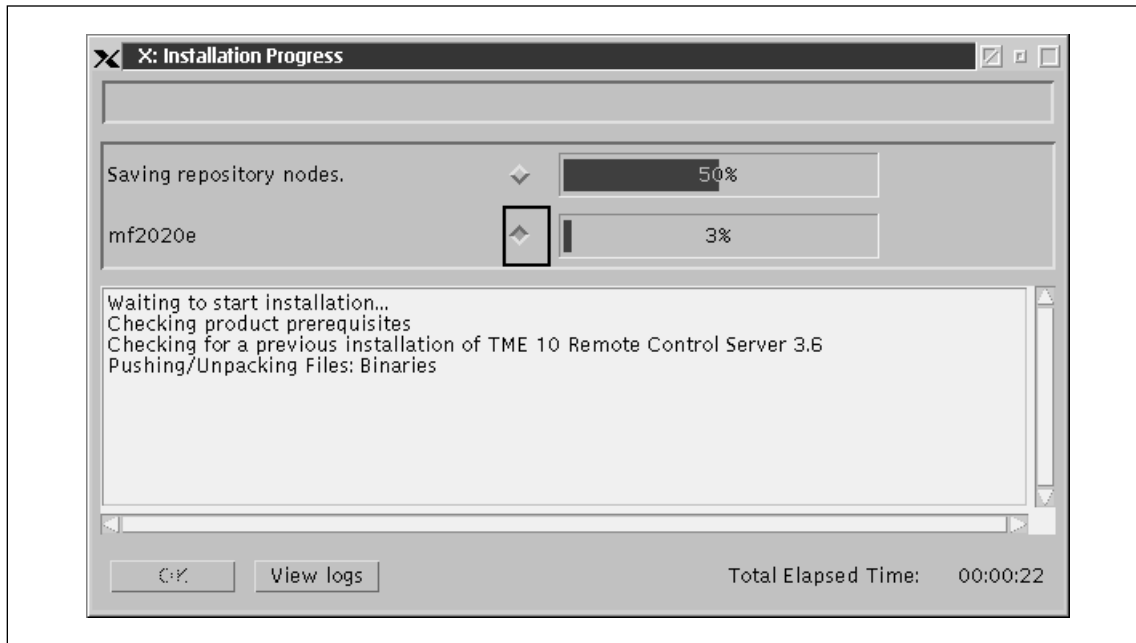 X: Installation Progress
Saving repository nodes.
50%
mf2020e
3%
Waiting to start installation...
Checking product prerequisites
Checking for a previous installation of TME 10 Remote Control Server 3.6
Pushing/Unpacking Files: Binaries
OK
View logs
Total Elapsed Time: 00:00:22